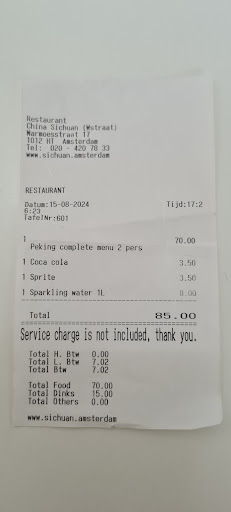 Restaurant
China Sichuan (Wstraat)
Warmoesstraat 17
1012 HT Amsterdam
Tel: 020 - 420 78 33
www.sichuan.amsterdam
RESTAURANT
Datum:15-08-2024 Tijd:17:2
6:23
TafelNr:601
1 70.00
Peking complete menu 2 pers
1 Coca cola 3.50
1 Sprite 3.50
1 Sparkling water 1L 8.00
Total 85.00
Service charge is not included, thank you.
Total H. Btw 0.00
Total L. Btw 7.02
Total Btw 7.02
Total Food 70.00
Total Dinks 15.00
Total Others 0.00
www.sichuan.amsterdam